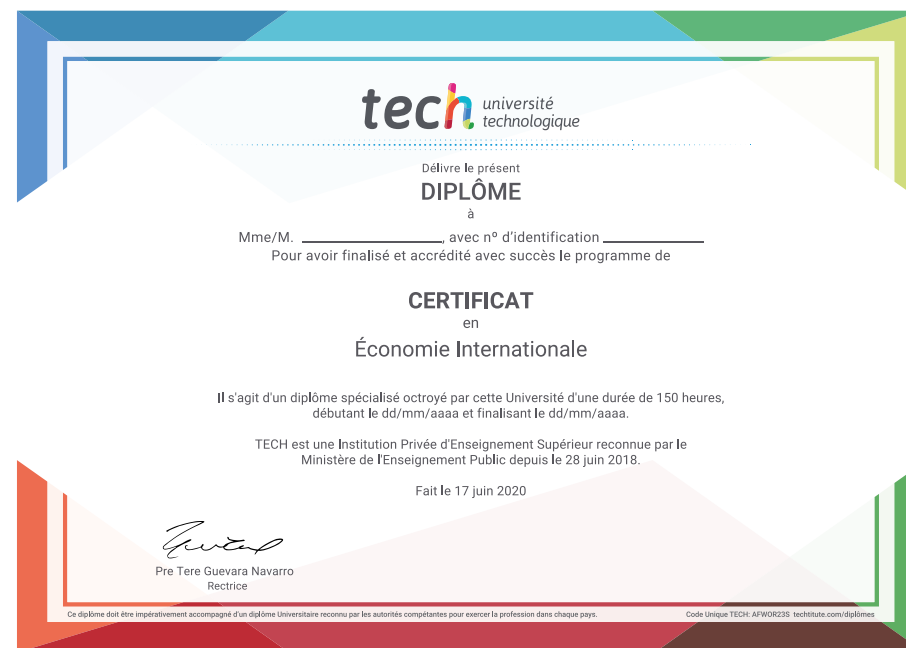 tech université
technologique
Délivre le présent
DIPLÔME
à
Mme/M. ____________________, avec nº d'identification ______________
Pour avoir finalisé et accrédité avec succès le programme de
CERTIFICAT
en
Économie Internationale
Il s'agit d'un diplôme spécialisé octroyé par cette Université d'une durée de 150 heures,
débutant le dd/mm/aaaa et finalisant le dd/mm/aaaa.
TECH est une Institution Privée d'Enseignement Supérieur reconnue par le
Ministère de l'Enseignement Public depuis le 28 juin 2018.
Fait le 17 juin 2020
Pre Tere Guevara Navarro
Rectrice
Ce diplôme doit être impérativement accompagné d'un diplôme Universitaire reconnu par les autorités compétentes pour exercer la profession dans chaque pays. Code Unique TECH: AFWOR23S techtitute.com/diplômes